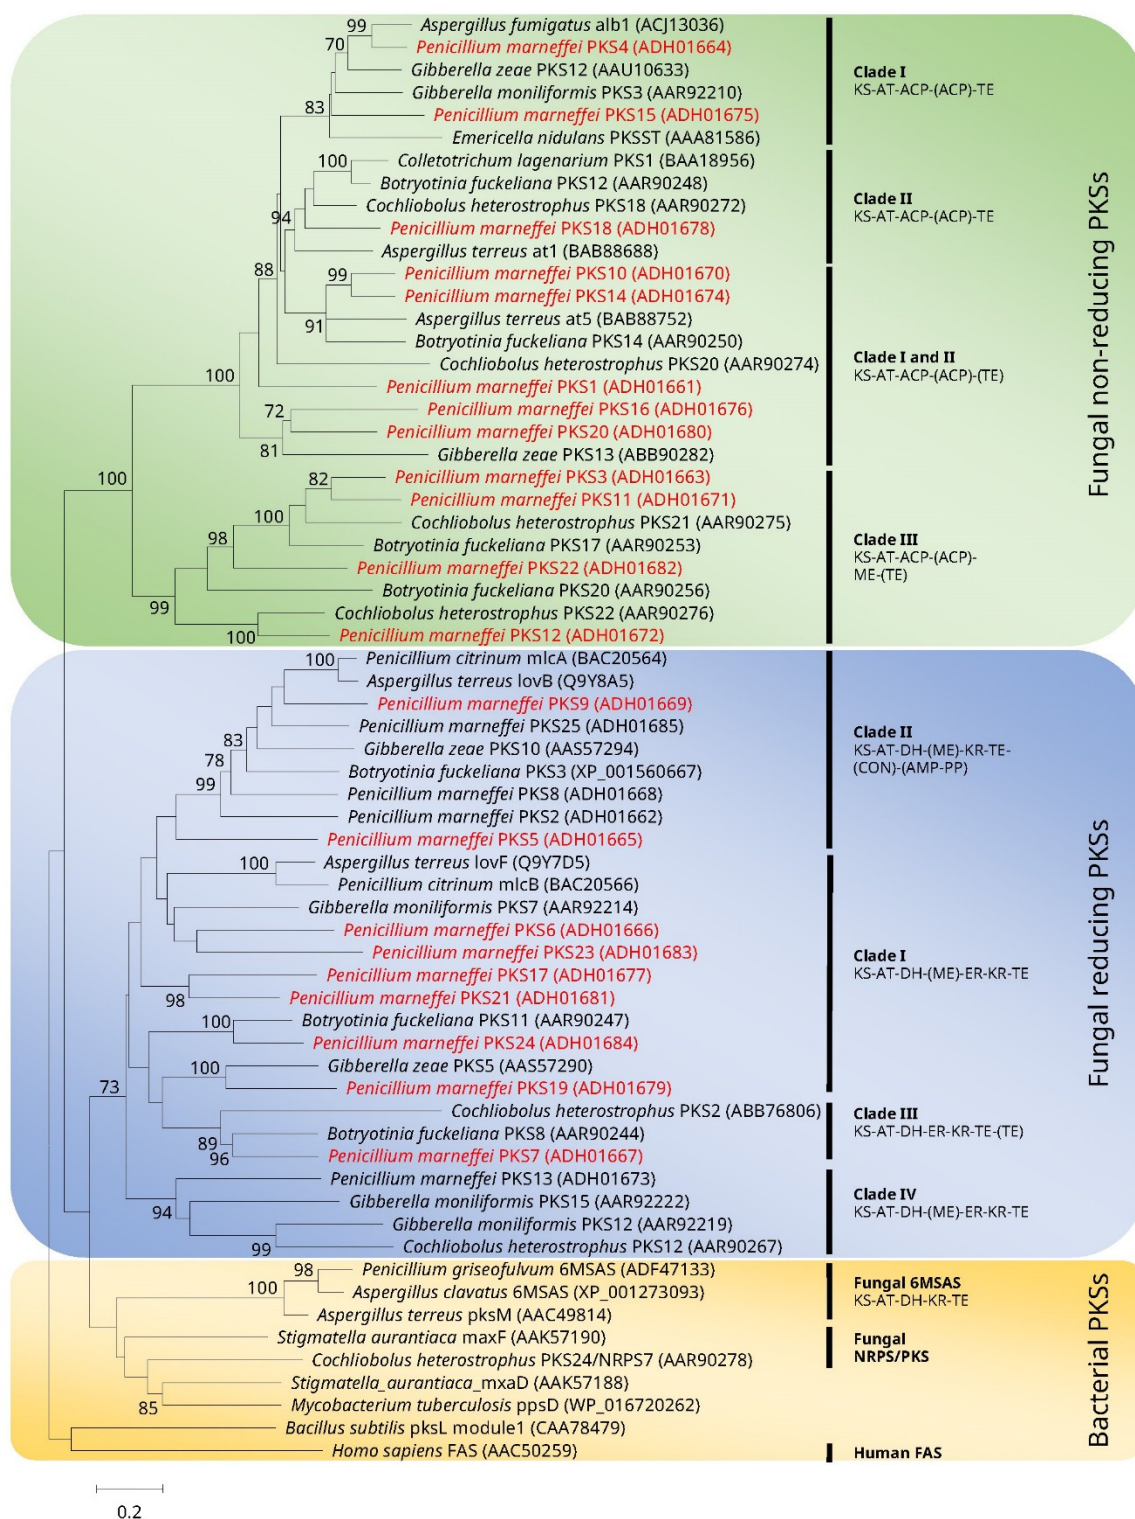 99
Aspergillus fumigatus alb1 (ACJ13036)
Penicillium marneffei PKS4 (ADH01664)
70
Gibberella zeae PKS12 (AAU10633)
Clade I
KS-AT-ACP-(ACP)-TE
Gibberella moniliformis PKS3 (AAR92210)
83
Penicillium marneffei PKS15 (ADH01675)
Emericella nidulans PKSST (AAA81586)
100
Colletotrichum lagenarium PKS1 (BAA18956)
Botryotinia fuckeliana PKS12 (AAR90248)
Clade II
KS-AT-ACP-(ACP)-TE
Cochliobolus heterostrophus PKS18 (AAR90272)
94
Penicillium marneffei PKS18 (ADH01678)
Aspergillus terreus at1 (BAB88688)
88
99
Penicillium marneffei PKS10 (ADH01670)
Penicillium marneffei PKS14 (ADH01674)
91
Aspergillus terreus at5 (BAB88752)
Botryotinia fuckeliana PKS14 (AAR90250)
Clade I and II
KS-AT-ACP-(ACP)-(TE)
Cochliobolus heterostrophus PKS20 (AAR90274)
100
Penicillium marneffei PKS1 (ADH01661)
72
Penicillium marneffei PKS16 (ADH01676)
Penicillium marneffei PKS20 (ADH01680)
81
Gibberella zeae PKS13 (ABB90282)
100
82
Penicillium marneffei PKS3 (ADH01663)
Penicillium marneffei PKS11 (ADH01671)
100
Cochliobolus heterostrophus PKS21 (AAR90275)
Clade III
KS-AT-ACP-(ACP)-
ME-(TE)
98
Botryotinia fuckeliana PKS17 (AAR90253)
Penicillium marneffei PKS22 (ADH01682)
Botryotinia fuckeliana PKS20 (AAR90256)
99
Cochliobolus heterostrophus PKS22 (AAR90276)
100
Penicillium marneffei PKS12 (ADH01672)
Fungal non-reducing PKSs
100
Penicillium citrinum mlcA (BAC20564)
Aspergillus terreus lovB (Q9Y8A5)
Penicillium marneffei PKS9 (ADH01669)
Penicillium marneffei PKS25 (ADH01685)
Clade II
KS-AT-DH-(ME)-KR-TE-
(CON)-(AMP-PP)
83
Gibberella zeae PKS10 (AAS57294)
78
Botryotinia fuckeliana PKS3 (XP_001560667)
99
Penicillium marneffei PKS8 (ADH01668)
Penicillium marneffei PKS2 (ADH01662)
Penicillium marneffei PKS5 (ADH01665)
100
Aspergillus terreus lovF (Q9Y7D5)
Penicillium citrinum mlcB (BAC20566)
Gibberella moniliformis PKS7 (AAR92214)
Penicillium marneffei PKS6 (ADH01666)
Penicillium marneffei PKS23 (ADH01683)
Clade I
KS-AT-DH-(ME)-ER-KR-TE
Penicillium marneffei PKS17 (ADH01677)
98
Penicillium marneffei PKS21 (ADH01681)
100
Botryotinia fuckeliana PKS11 (AAR90247)
Penicillium marneffei PKS24 (ADH01684)
100
Gibberella zeae PKS5 (AAS57290)
73
Penicillium marneffei PKS19 (ADH01679)
Cochliobolus heterostrophus PKS2 (ABB76806)
Clade III
KS-AT-DH-ER-KR-TE-(TE)
89
Botryotinia fuckeliana PKS8 (AAR90244)
96
Penicillium marneffei PKS7 (ADH01667)
Penicillium marneffei PKS13 (ADH01673)
Clade IV
KS-AT-DH-(ME)-ER-KR-TE
94
Gibberella moniliformis PKS15 (AAR92222)
Gibberella moniliformis PKS12 (AAR92219)
99
Cochliobolus heterostrophus PKS12 (AAR90267)
Fungal reducing PKSs
98
Penicillium griseofulvum 6MSAS (ADF47133)
100
Aspergillus clavatus 6MSAS (XP_001273093)
Fungal 6MSAS
KS-AT-DH-KR-TE
Aspergillus terreus pksM (AAC49814)
Stigmatella aurantiaca maxF (AAK57190)
Fungal
NRPS/PKS
Cochliobolus heterostrophus PKS24/NRPS7 (AAR90278)
Stigmatella_aurantiaca_mxaD (AAK57188)
85
Mycobacterium tuberculosis ppsD (WP_016720262)
Bacillus subtilis pksL module1 (CAA78479)
Homo sapiens FAS (AAC50259)
Human FAS
Bacterial PKSs
0.2